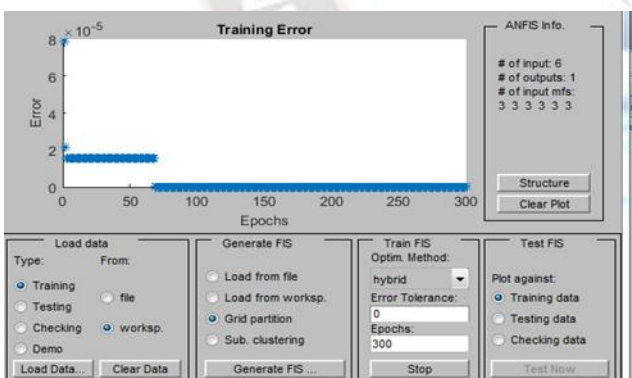 × 10-5
Training Error
8
6
4
2
0
Error
0 50 100 150 200 250 300
Epochs
ANFIS Info.
# of input: 6
# of outputs: 1
# of input mfs:
3 3 3 3 3 3
Structure
Clear Plot
Load data
Type: From:
Training
Testing
Checking
Demo
file
worksp.
Load Data... Clear Data
Generate FIS
Load from file
Load from worksp.
Grid partition
Sub. clustering
Generate FIS ...
Train FIS
Optim. Method:
hybrid
Error Tolerance:
0
Epochs:
300
Stop
Test FIS
Plot against:
Training data
Testing data
Checking data
Test Now